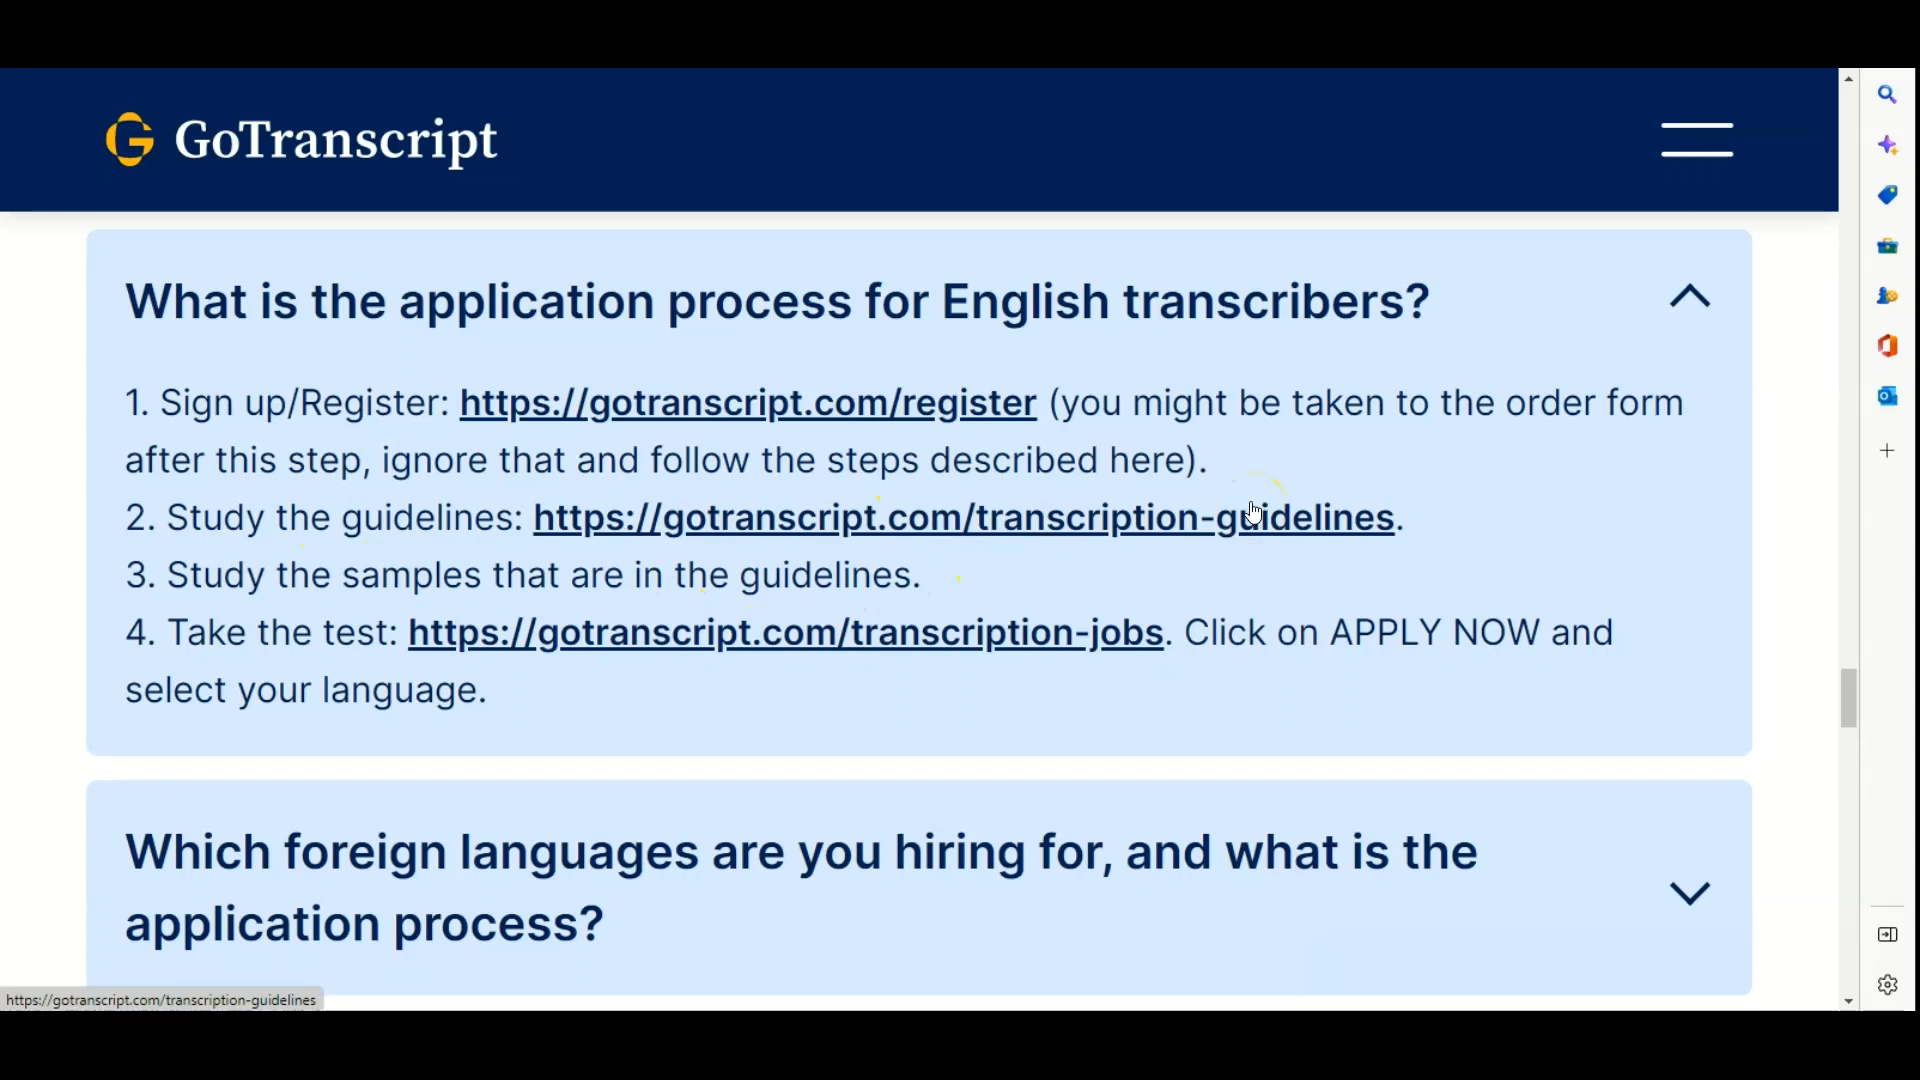 GoTranscript
What is the application process for English transcribers?
1. Sign up/Register: https://gotranscript.com/register (you might be taken to the order form
after this step, ignore that and follow the steps described here).
2. Study the guidelines: https://gotranscript.com/transcription-guidelines.
3. Study the samples that are in the guidelines.
4. Take the test: https://gotranscript.com/transcription-jobs. Click on APPLY NOW and
select your language.
Which foreign languages are you hiring for, and what is the
application process?
https://gotranscript.com/transcription-guidelines